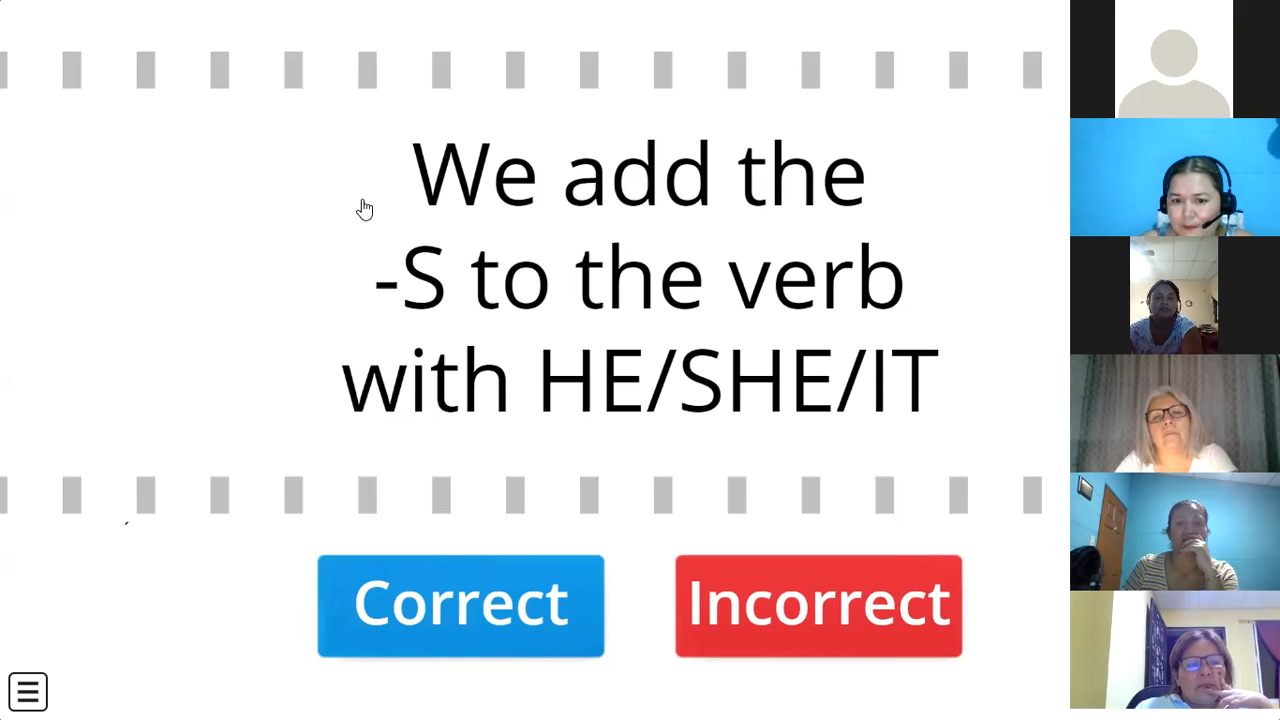 We add the
-S to the verb
with HE/SHE/IT
Correct
Incorrect